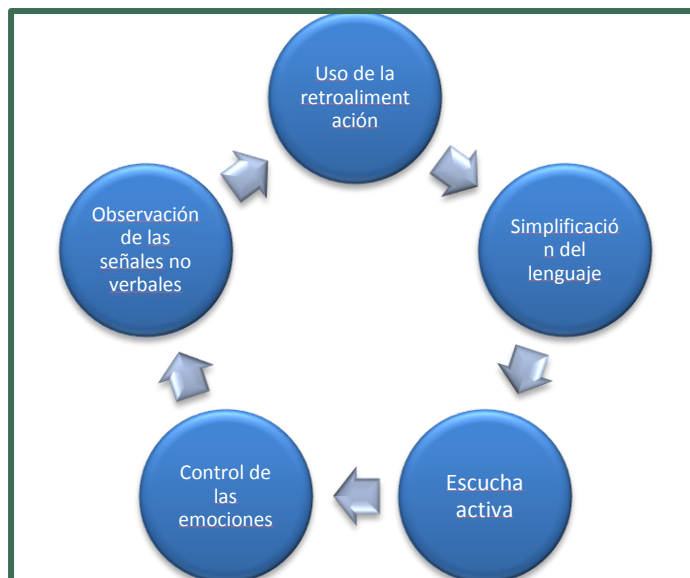 Uso de la
retroaliment
ación
Simplificació
n del
lenguaje
Escucha
activa
Control de
las
emociones
Observación
de las
señales no
verbales